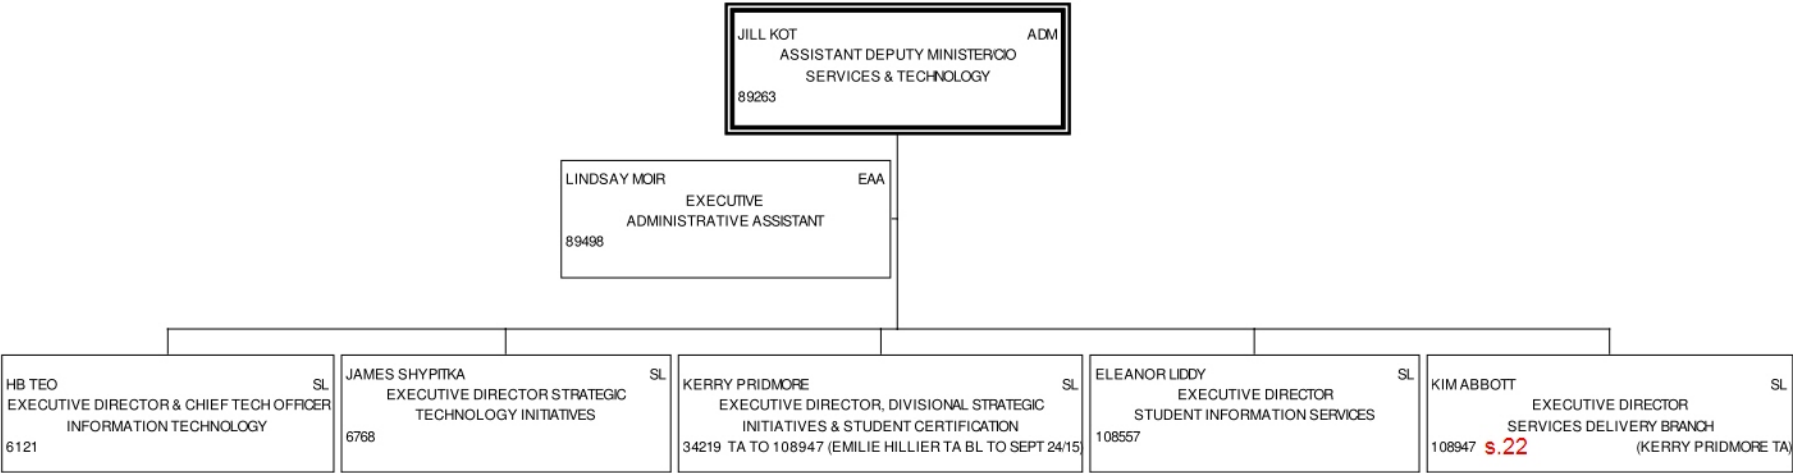 JILL KOT ADM
ASSISTANT DEPUTY MINISTER/CIO
SERVICES & TECHNOLOGY
89263
LINDSAY MOIR EAA
EXECUTIVE
ADMINISTRATIVE ASSISTANT
89498
HB TEO SL
EXECUTIVE DIRECTOR & CHIEF TECH OFFICER
INFORMATION TECHNOLOGY
6121
JAMES SHYPITKA SL
EXECUTIVE DIRECTOR STRATEGIC
TECHNOLOGY INITIATIVES
6768
KERRY PRIDMORE SL
EXECUTIVE DIRECTOR, DIVISIONAL STRATEGIC
INITIATIVES & STUDENT CERTIFICATION
34219 TA TO 108947 (EMILIE HILLIER TA BL TO SEPT 24/15)
ELEANOR LIDDY SL
EXECUTIVE DIRECTOR
STUDENT INFORMATION SERVICES
108557
KIM ABBOTT SL
EXECUTIVE DIRECTOR
SERVICES DELIVERY BRANCH
108947 s.22 (KERRY PRIDMORE TA)